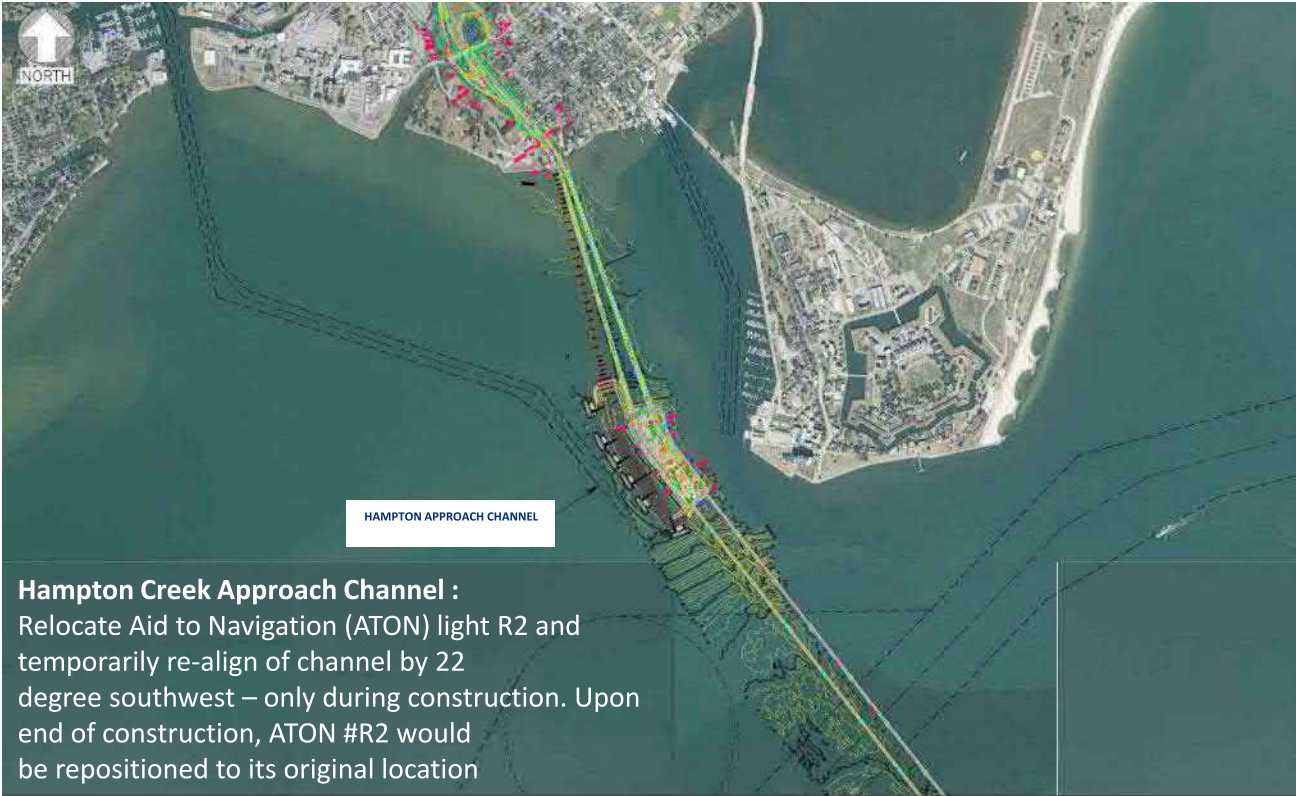 NORTH
HAMPTON APPROACH CHANNEL
Hampton Creek Approach Channel :
Relocate Aid to Navigation (ATON) light R2 and
temporarily re-align of channel by 22
degree southwest – only during construction. Upon
end of construction, ATON #R2 would
be repositioned to its original location